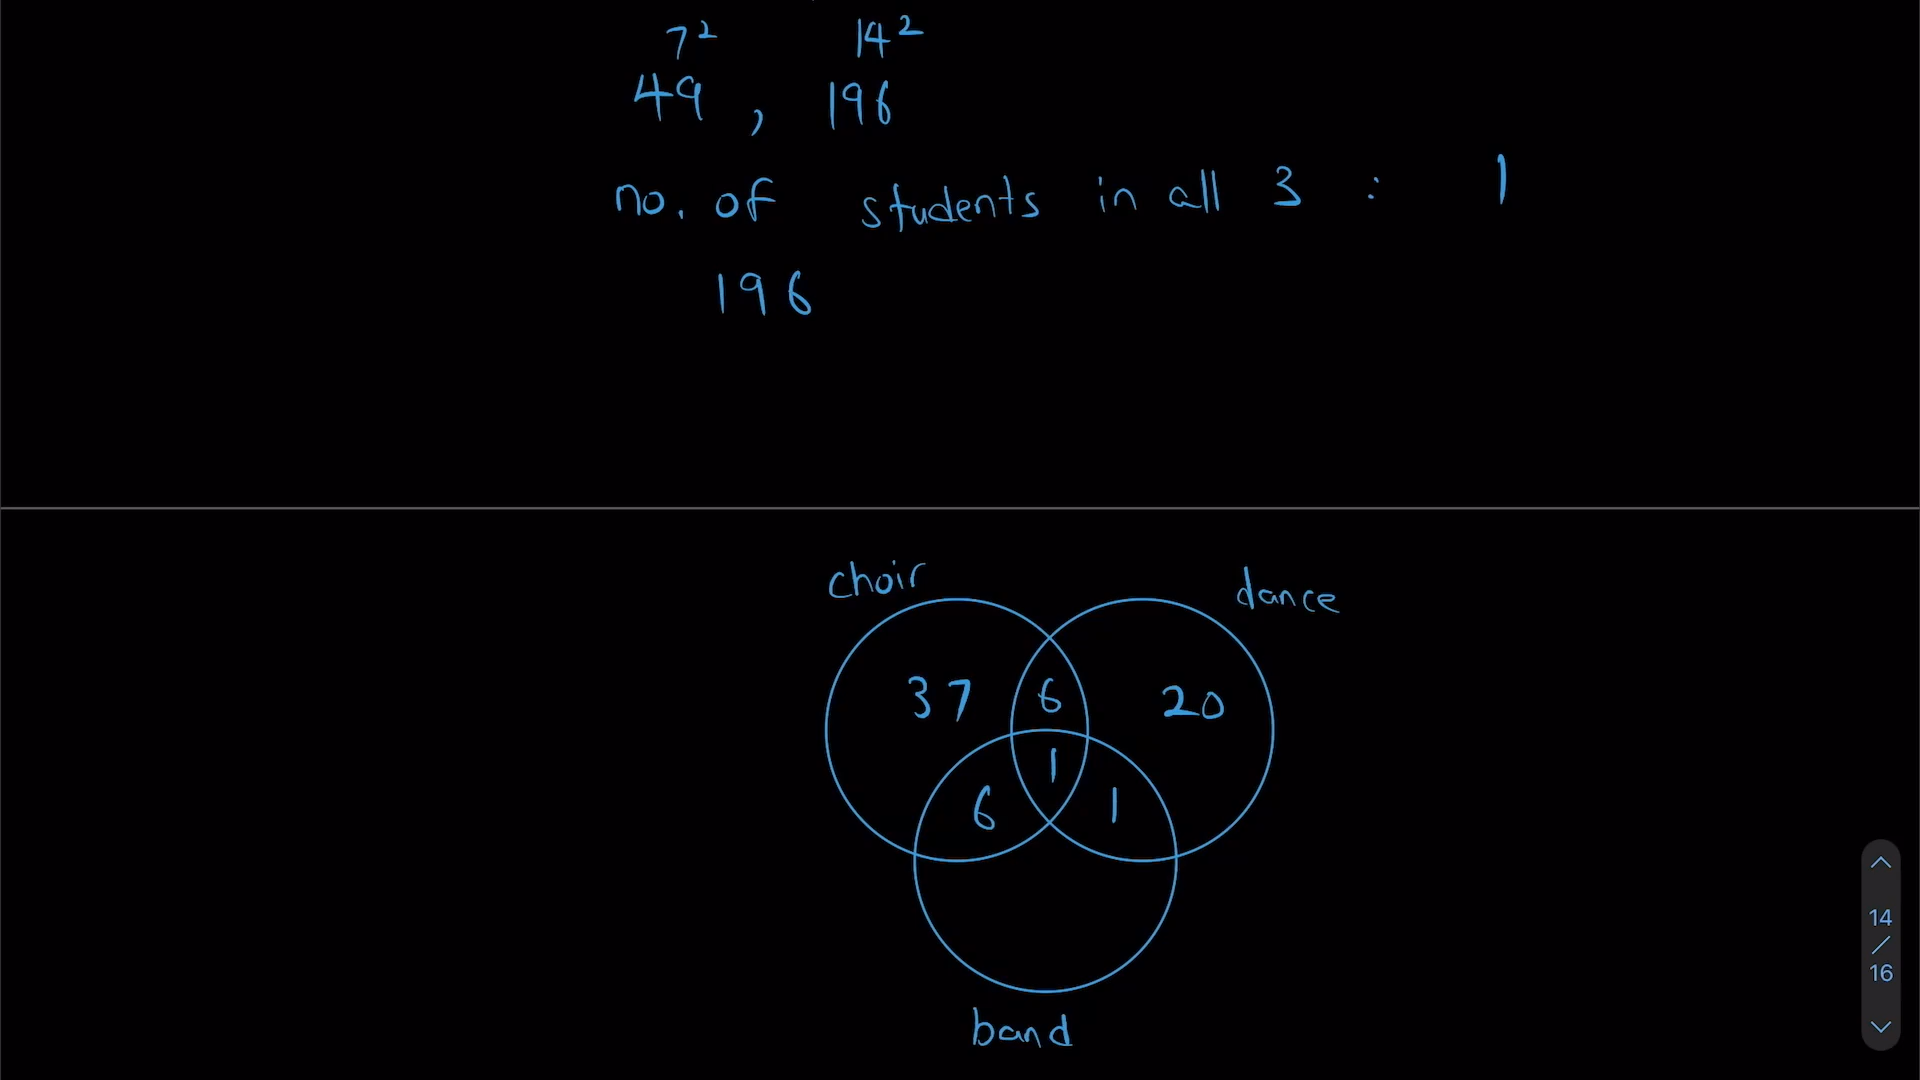 7²   14²
49 , 196
no. of students in all 3 : 1
196
choir
dance
37 6 20
1
6 1
14
/
16
band